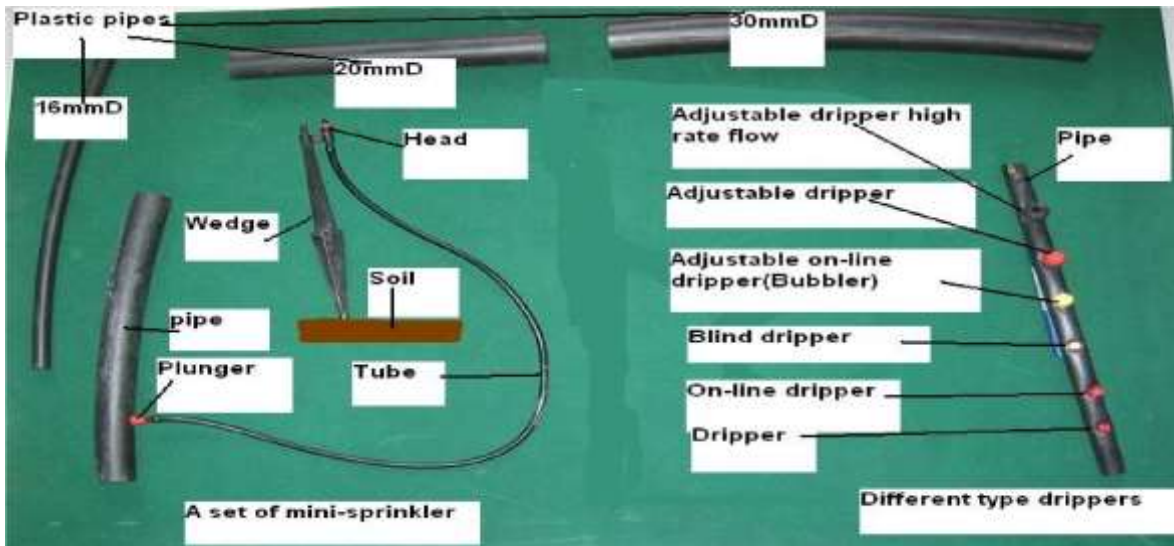 Plastic pipes
30mmD
20mmD
16mmD
Head
Wedge
Soil
pipe
Plunger
Tube
A set of mini-sprinkler
Adjustable dripper high
rate flow
Pipe
Adjustable dripper
Adjustable on-line
dripper(Bubbler)
Blind dripper
On-line dripper
Dripper
Different type drippers